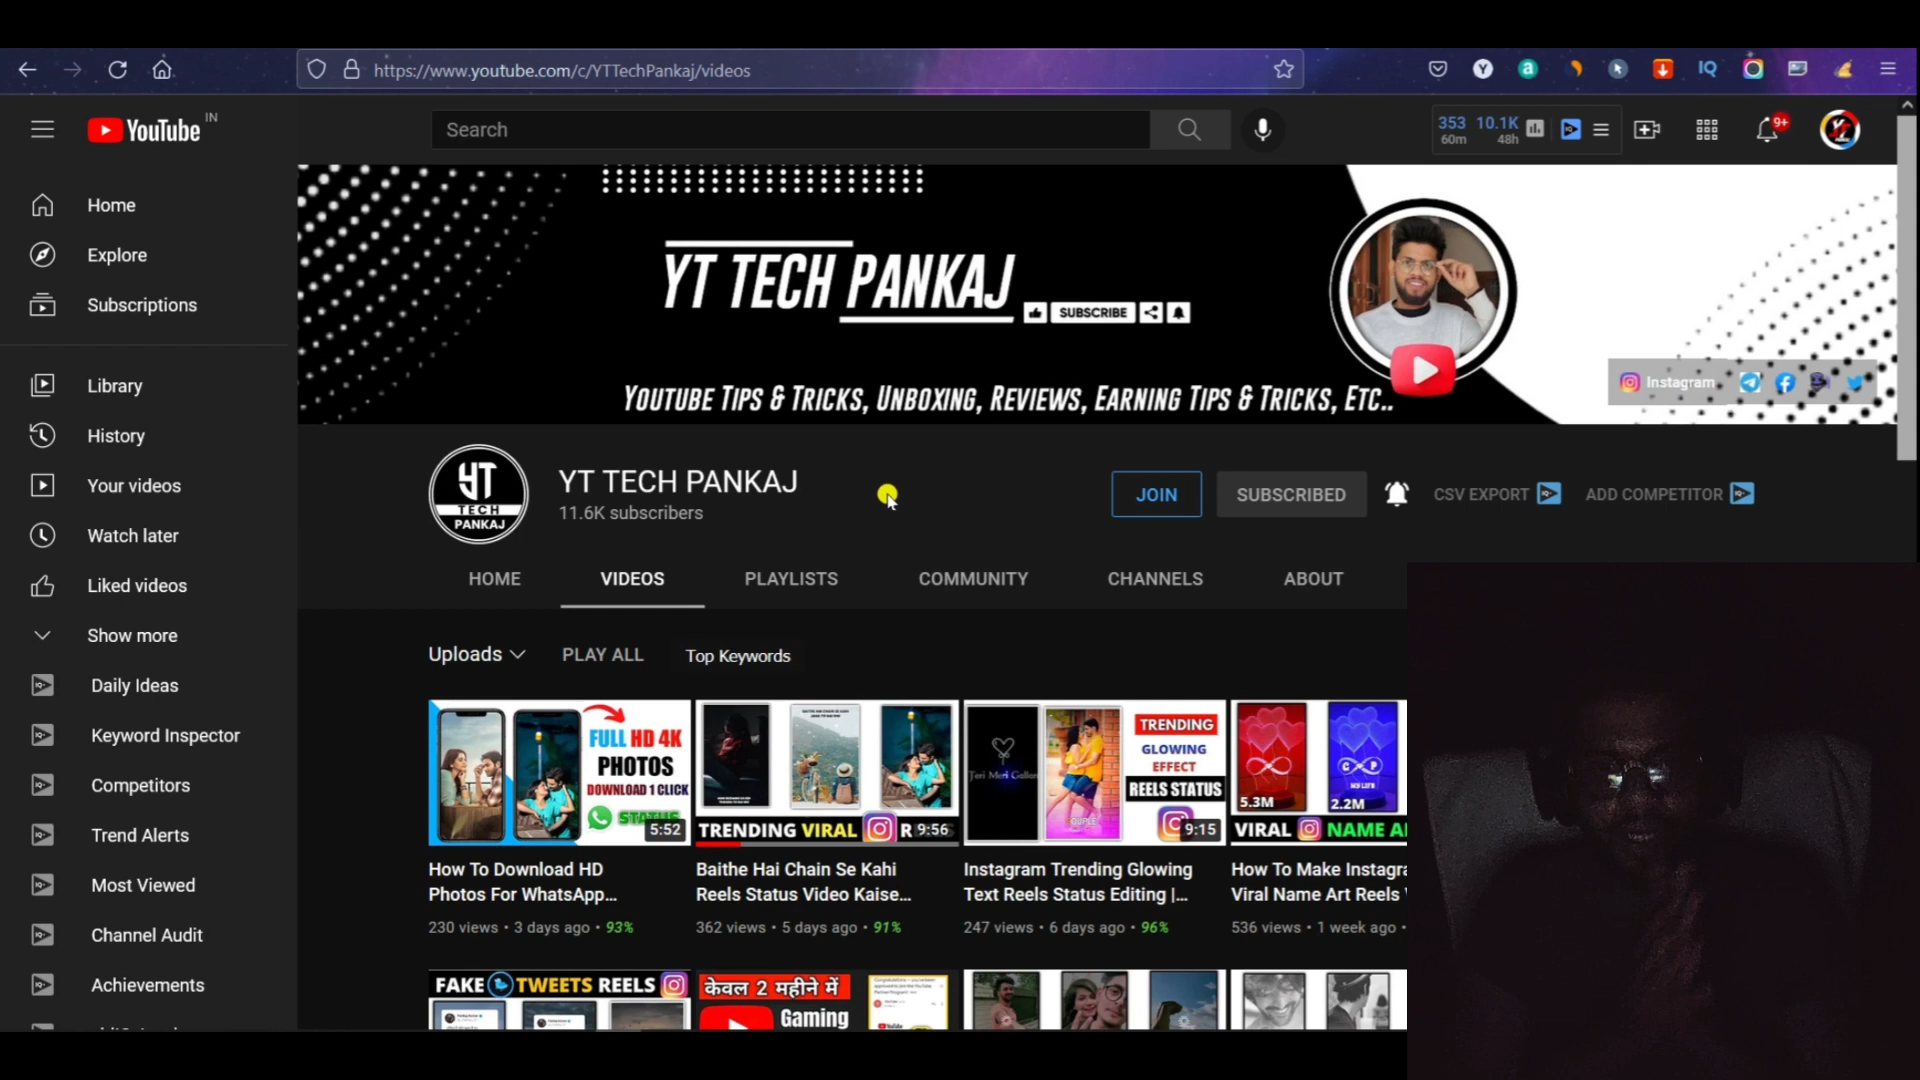 https://www.youtube.com/c/YTTechPankaj/videos
YouTube IN
Search
353 10.1K
60m 48h
9+
Home
Explore
Subscriptions
Library
History
Your videos
Watch later
Liked videos
Show more
Daily Ideas
Keyword Inspector
Competitors
Trend Alerts
Most Viewed
Channel Audit
Achievements
YT TECH PANKAJ
SUBSCRIBE
YOUTUBE TIPS & TRICKS, UNBOXING, REVIEWS, EARNING TIPS & TRICKS, ETC..
Instagram
YT
TECH
PANKAJ
YT TECH PANKAJ
11.6K subscribers
JOIN SUBSCRIBED CSV EXPORT ADD COMPETITOR
HOME VIDEOS PLAYLISTS COMMUNITY CHANNELS ABOUT
Uploads PLAY ALL Top Keywords
FULL HD 4K
PHOTOS
DOWNLOAD 1 CLICK
STATUS
5:52
How To Download HD
Photos For WhatsApp...
230 views • 3 days ago • 93%
TRENDING VIRAL R
9:56
Baithe Hai Chain Se Kahi
Reels Status Video Kaise...
362 views • 5 days ago • 91%
Teri Meri Gallan
COUPLE
TRENDING
GLOWING
EFFECT
REELS STATUS
9:15
Instagram Trending Glowing
Text Reels Status Editing |...
247 views • 6 days ago • 96%
5.3M 2.2M
VIRAL NAME A
How To Make Instagra
Viral Name Art Reels
536 views • 1 week ago •
FAKE TWEETS REELS
केवल 2 महीने में
Gaming